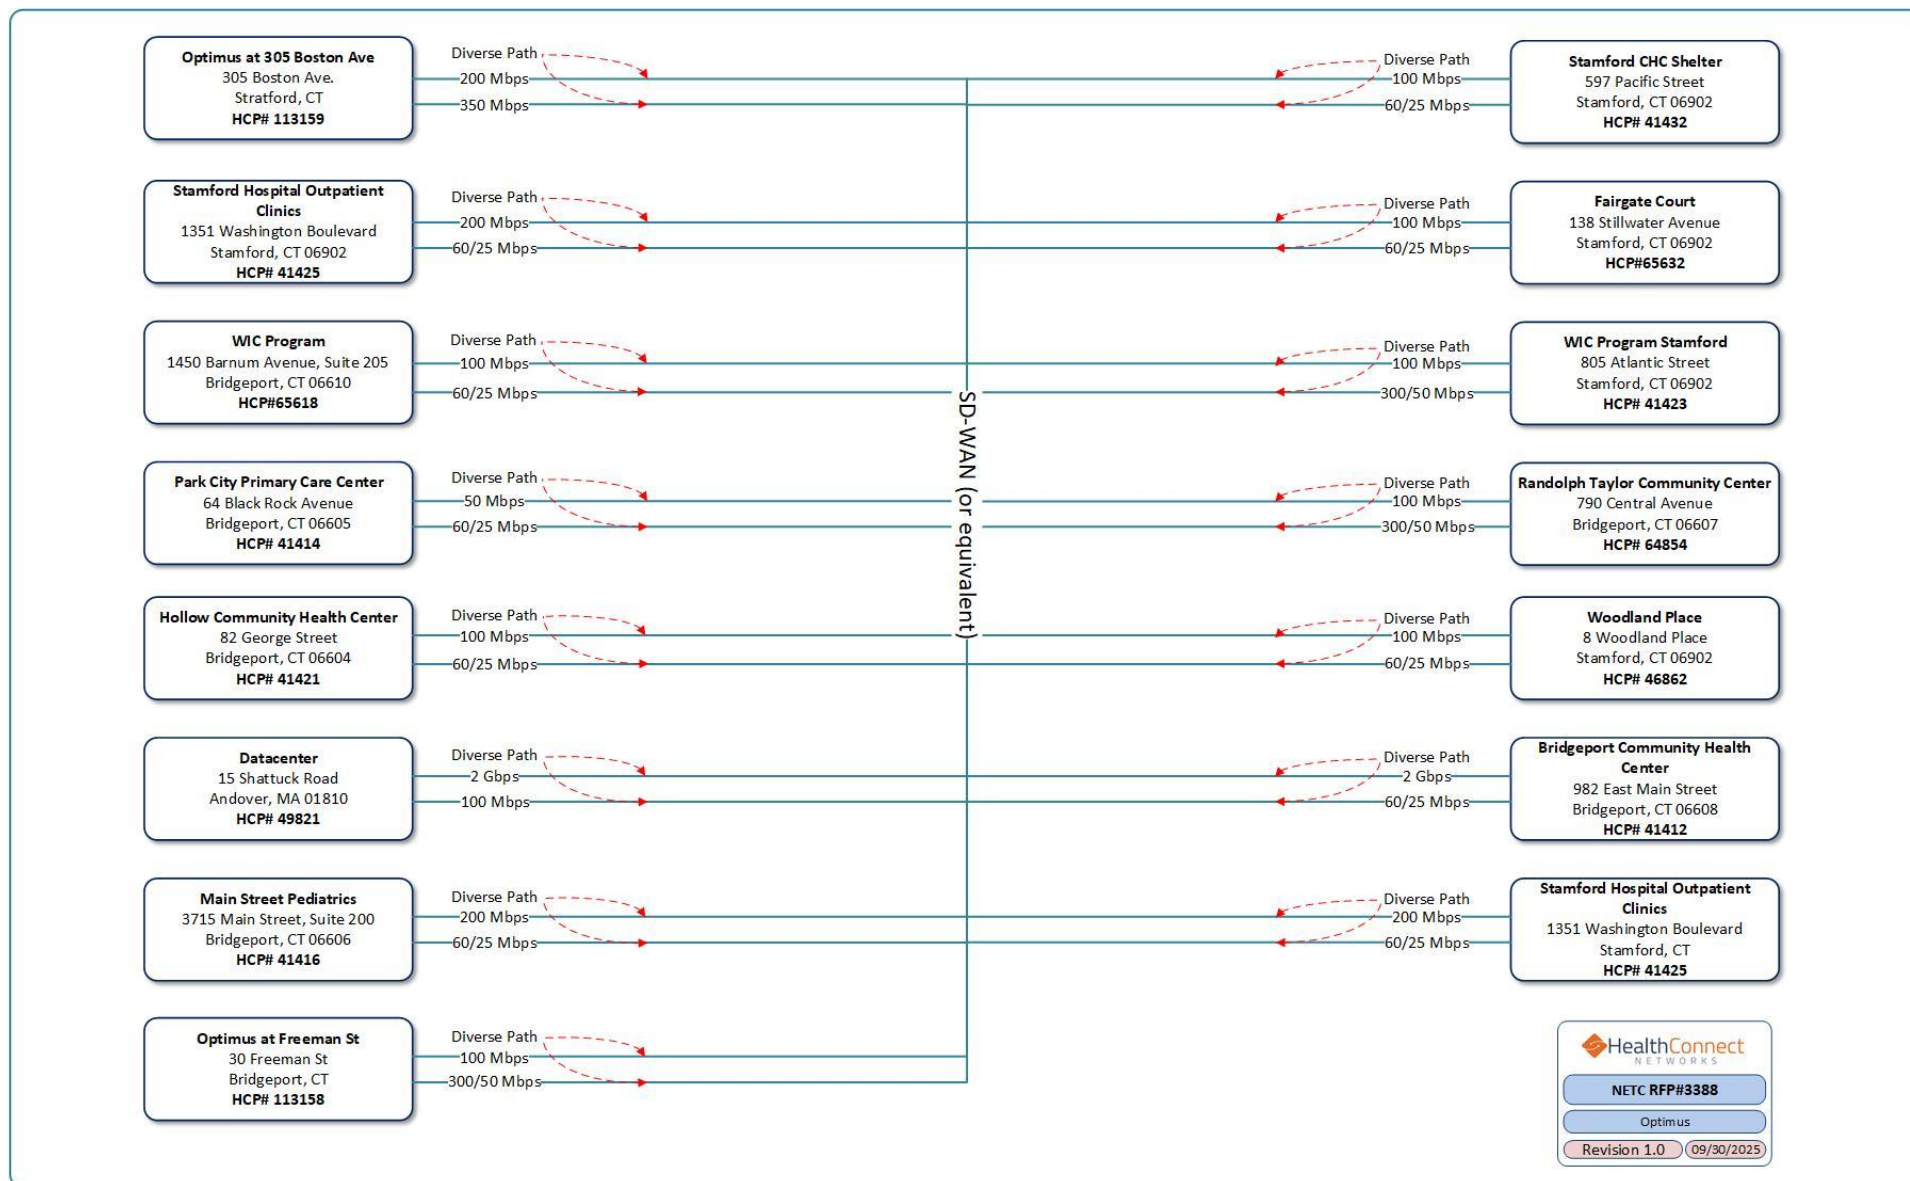 Optimus at 305 Boston Ave
305 Boston Ave.
Stratford, CT
HCP# 113159
Diverse Path
200 Mbps
350 Mbps
Diverse Path
100 Mbps
60/25 Mbps
Stamford CHC Shelter
597 Pacific Street
Stamford, CT 06902
HCP# 41432
Stamford Hospital Outpatient
Clinics
1351 Washington Boulevard
Stamford, CT 06902
HCP# 41425
Diverse Path
200 Mbps
60/25 Mbps
Diverse Path
100 Mbps
60/25 Mbps
Fairgate Court
138 Stillwater Avenue
Stamford, CT 06902
HCP#65632
WIC Program
1450 Barnum Avenue, Suite 205
Bridgeport, CT 06610
HCP#65618
Diverse Path
100 Mbps
60/25 Mbps
Diverse Path
100 Mbps
300/50 Mbps
WIC Program Stamford
805 Atlantic Street
Stamford, CT 06902
HCP# 41423
SD-WAN (or equivalent)
Park City Primary Care Center
64 Black Rock Avenue
Bridgeport, CT 06605
HCP# 41414
Diverse Path
50 Mbps
60/25 Mbps
Diverse Path
100 Mbps
300/50 Mbps
Randolph Taylor Community Center
790 Central Avenue
Bridgeport, CT 06607
HCP# 64854
Hollow Community Health Center
82 George Street
Bridgeport, CT 06604
HCP# 41421
Diverse Path
100 Mbps
60/25 Mbps
Diverse Path
100 Mbps
60/25 Mbps
Woodland Place
8 Woodland Place
Stamford, CT 06902
HCP# 46862
Datacenter
15 Shattuck Road
Andover, MA 01810
HCP# 49821
Diverse Path
2 Gbps
100 Mbps
Diverse Path
2 Gbps
60/25 Mbps
Bridgeport Community Health
Center
982 East Main Street
Bridgeport, CT 06608
HCP# 41412
Main Street Pediatrics
3715 Main Street, Suite 200
Bridgeport, CT 06606
HCP# 41416
Diverse Path
200 Mbps
60/25 Mbps
Diverse Path
200 Mbps
60/25 Mbps
Stamford Hospital Outpatient
Clinics
1351 Washington Boulevard
Stamford, CT
HCP# 41425
Optimus at Freeman St
30 Freeman St
Bridgeport, CT
HCP# 113158
Diverse Path
100 Mbps
300/50 Mbps
HealthConnect
NETWORKS
NETC RFP#3388
Optimus
Revision 1.0
09/30/2025